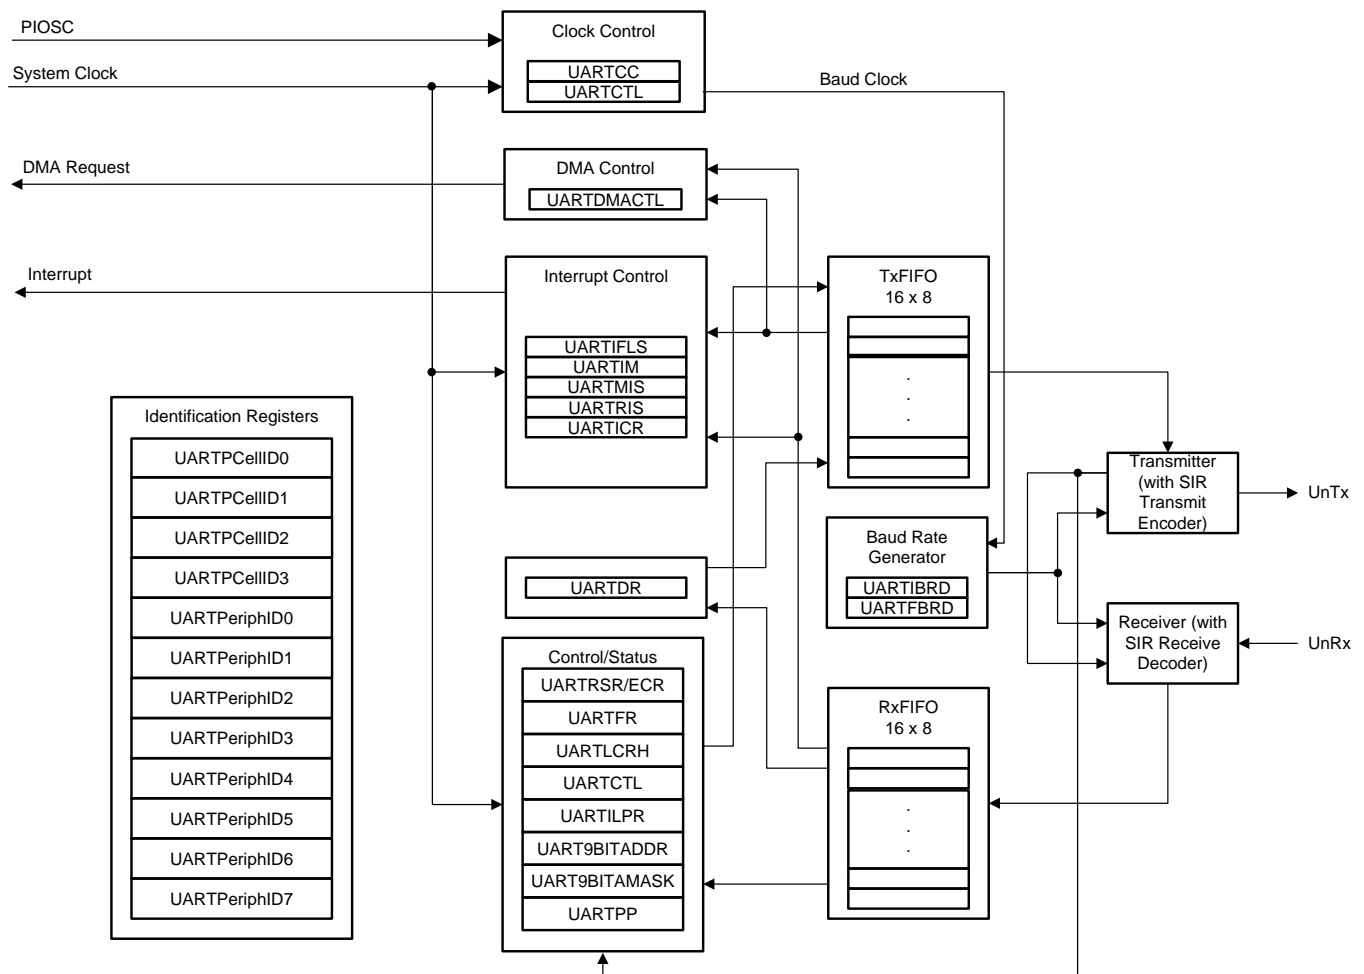 PIOSC
System Clock
Clock Control
UARTCC
UARTCTL
Baud Clock
DMA Request
DMA Control
UARTDMACTL
Interrupt
Interrupt Control
UARTIFLS
UARTIM
UARTMIS
UARTRIS
UARTICR
TxFIFO
16 x 8
.
.
.
Identification Registers
UARTPCellID0
UARTPCellID1
UARTPCellID2
UARTPCellID3
UARTPeriphID0
UARTPeriphID1
UARTPeriphID2
UARTPeriphID3
UARTPeriphID4
UARTPeriphID5
UARTPeriphID6
UARTPeriphID7
UARTDR
Baud Rate
Generator
UARTIBRD
UARTFBRD
Transmitter
(with SIR
Transmit
Encoder)
UnTx
Receiver (with
SIR Receive
Decoder)
UnRx
Control/Status
UARTRSR/ECR
UARTFR
UARTLCRH
UARTCTL
UARTILPR
UART9BITADDR
UART9BITAMASK
UARTPP
RxFIFO
16 x 8
.
.
.